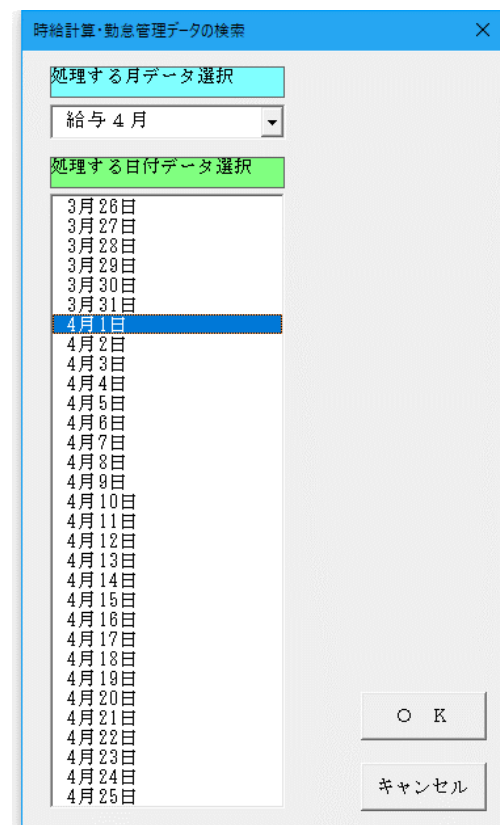 時給計算・勤怠管理データの検索
処理する月データ選択
給与４月
処理する日付データ選択
3月26日
3月27日
3月28日
3月29日
3月30日
3月31日
4月1日
4月2日
4月3日
4月4日
4月5日
4月6日
4月7日
4月8日
4月9日
4月10日
4月11日
4月12日
4月13日
4月14日
4月15日
4月16日
4月17日
4月18日
4月19日
4月20日
4月21日
4月22日
4月23日
4月24日
4月25日
Ｏ Ｋ
キャンセル